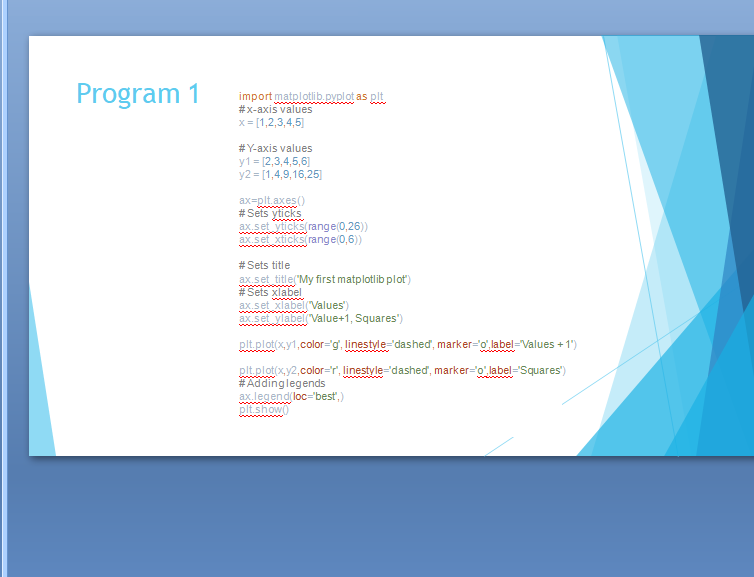 Program 1
import matplotlib.pyplot as plt
# x-axis values
x = [1,2,3,4,5]
# Y-axis values
y1 = [2,3,4,5,6]
y2 = [1,4,9,16,25]
ax=plt.axes()
# Sets yticks
ax.set_yticks(range(0,26))
ax.set_xticks(range(0,6))
# Sets title
ax.set_title('My first matplotlib plot')
# Sets xlabel
ax.set_xlabel('Values')
ax.set_ylabel('Value+1, Squares')
plt.plot(x,y1,color='g', linestyle='dashed', marker='o',label='Values + 1')
plt.plot(x,y2,color='r', linestyle='dashed', marker='o',label='Squares')
# Adding legends
ax.legend(loc='best',)
plt.show()